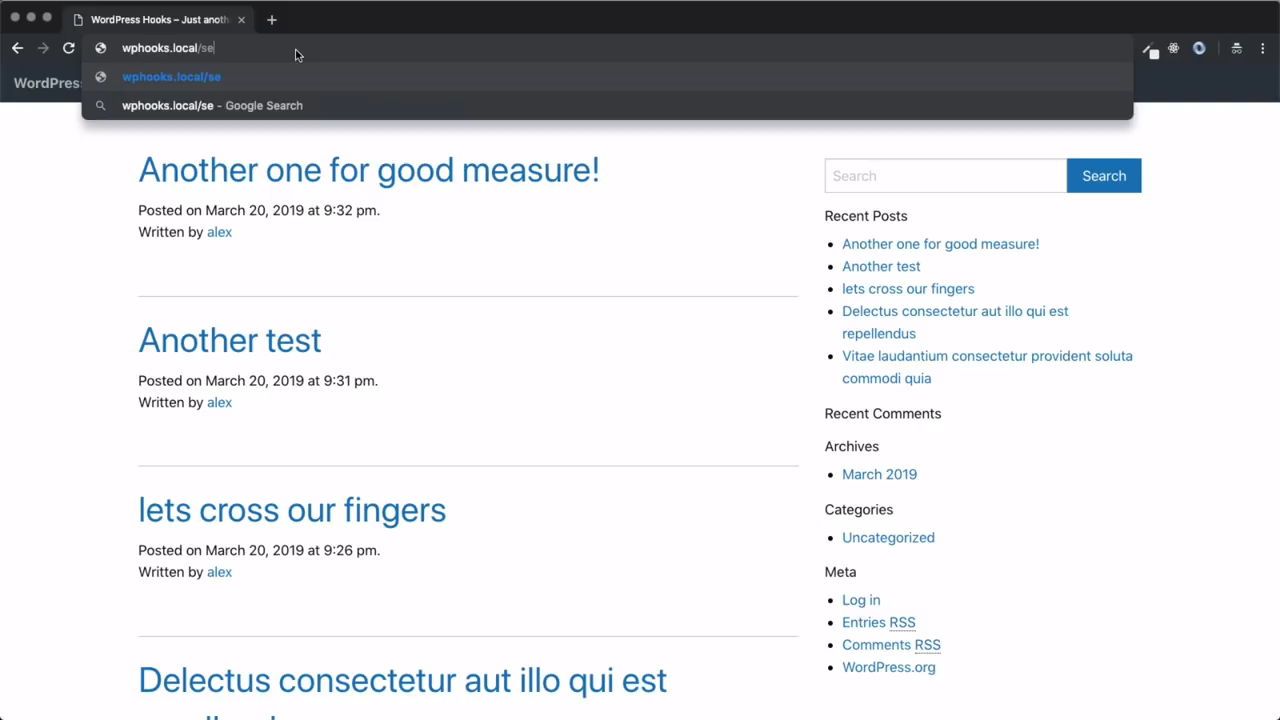 WordPress Hooks – Just anoth
wphooks.local/se
WordPress
wphooks.local/se
wphooks.local/se - Google Search
Another one for good measure!
Posted on March 20, 2019 at 9:32 pm.
Written by alex
Another test
Posted on March 20, 2019 at 9:31 pm.
Written by alex
lets cross our fingers
Posted on March 20, 2019 at 9:26 pm.
Written by alex
Delectus consectetur aut illo qui est
Search
Search
Recent Posts
Another one for good measure!
Another test
lets cross our fingers
Delectus consectetur aut illo qui est
repellendus
Vitae laudantium consectetur provident soluta
commodi quia
Recent Comments
Archives
March 2019
Categories
Uncategorized
Meta
Log in
Entries RSS
Comments RSS
WordPress.org